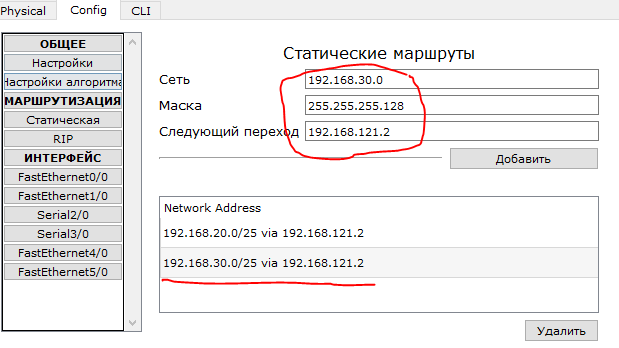 Physical Config CLI
ОБЩЕЕ
Настройки
Настройки алгоритма
МАРШРУТИЗАЦИЯ
Статическая
RIP
ИНТЕРФЕЙС
FastEthernet0/0
FastEthernet1/0
Serial2/0
Serial3/0
FastEthernet4/0
FastEthernet5/0
Статические маршруты
Сеть 192.168.30.0
Маска 255.255.255.128
Следующий переход 192.168.121.2
Добавить
Network Address
192.168.20.0/25 via 192.168.121.2
192.168.30.0/25 via 192.168.121.2
Удалить